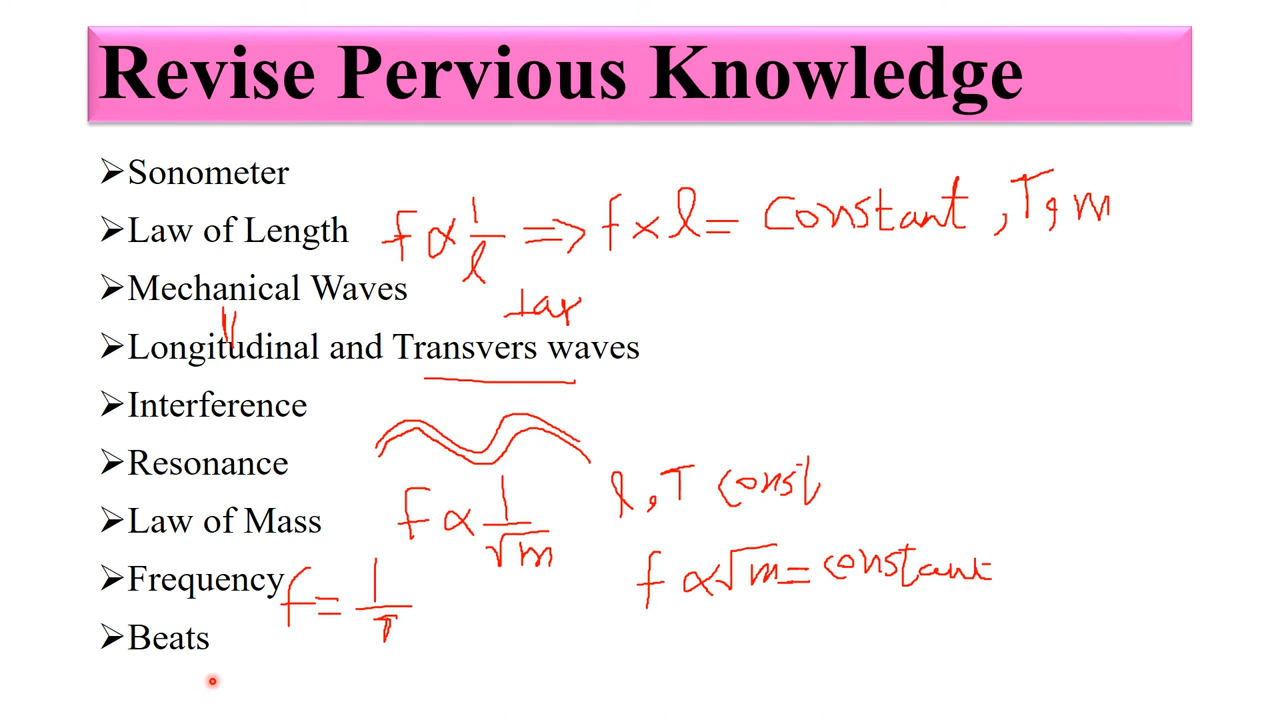 Revise Pervious Knowledge
➢Sonometer
➢Law of Length f ∝ 1/l ⇒ f × l = Constant, T, m
➢Mechanical Waves
||
➢Longitudinal and Transvers waves
➢Interference
➢Resonance l, T const
➢Law of Mass f ∝ 1/√m
f ∝ √m = constant
➢Frequency f = 1/T
➢Beats